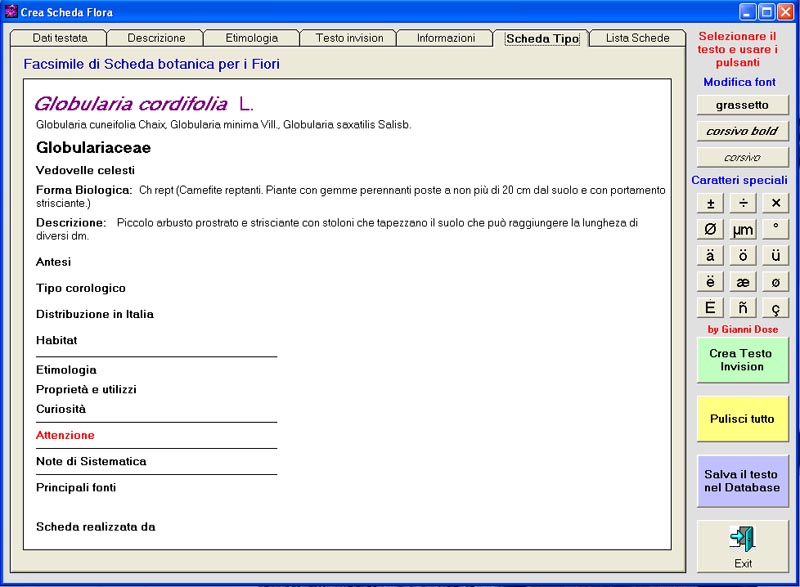 Crea Scheda Flora
Dati testata
Descrizione
Etimologia
Testo invision
Informazioni
Scheda Tipo
Lista Schede
Facsimile di Scheda botanica per i Fiori
Globularia cordifolia L.
Globularia cuneifolia Chaix, Globularia minima Vill., Globularia saxatilis Salisb.
Globulariaceae
Vedovelle celesti
Forma Biologica: Ch rept (Camefite reptanti. Piante con gemme perennanti poste a non più di 20 cm dal suolo e con portamento
strisciante.)
Descrizione: Piccolo arbusto prostrato e strisciante con stoloni che tapezzano il suolo che può raggiungere la lungheza di
diversi dm.
Antesi
Tipo corologico
Distribuzione in Italia
Habitat
Etimologia
Proprietà e utilizzi
Curiosità
Attenzione
Note di Sistematica
Principali fonti
Scheda realizzata da
Selezionare il
testo e usare i
pulsanti
Modifica font
grassetto
corsivo bold
corsivo
Caratteri speciali
± ÷ ×
Ø µm °
ä ö ü
ë æ ø
È ñ ç
by Gianni Dose
Crea Testo
Invision
Pulisci tutto
Salva il testo
nel Database
Exit